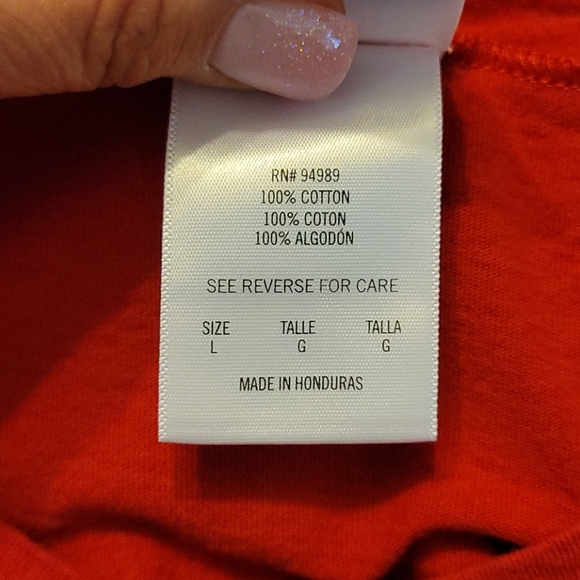 RN# 94989
100% COTTON
100% COTON
100% ALGODÓN
SEE REVERSE FOR CARE
SIZE TALLE TALLA
L G G
MADE IN HONDURAS